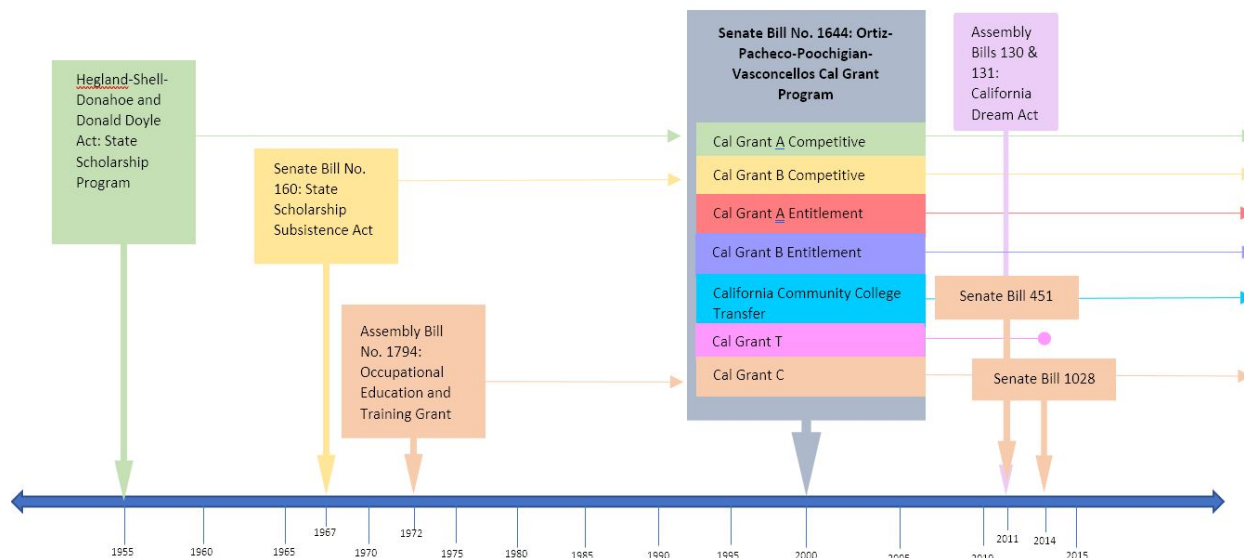 Hegland-Shell-
Donahoe and
Donald Doyle
Act: State
Scholarship
Program
Senate Bill No.
160: State
Scholarship
Subsistence Act
Assembly Bill
No. 1794:
Occupational
Education and
Training Grant
Senate Bill No. 1644: Ortiz-
Pacheco-Poochigian-
Vasconcellos Cal Grant
Program
Cal Grant A Competitive
Cal Grant B Competitive
Cal Grant A Entitlement
Cal Grant B Entitlement
California Community College
Transfer
Cal Grant T
Cal Grant C
Assembly
Bills 130 &
131:
California
Dream Act
Senate Bill 451
Senate Bill 1028
1955
1960
1965
1967
1970
1972
1975
1980
1985
1990
1995
2000
2005
2010
2011
2014
2015